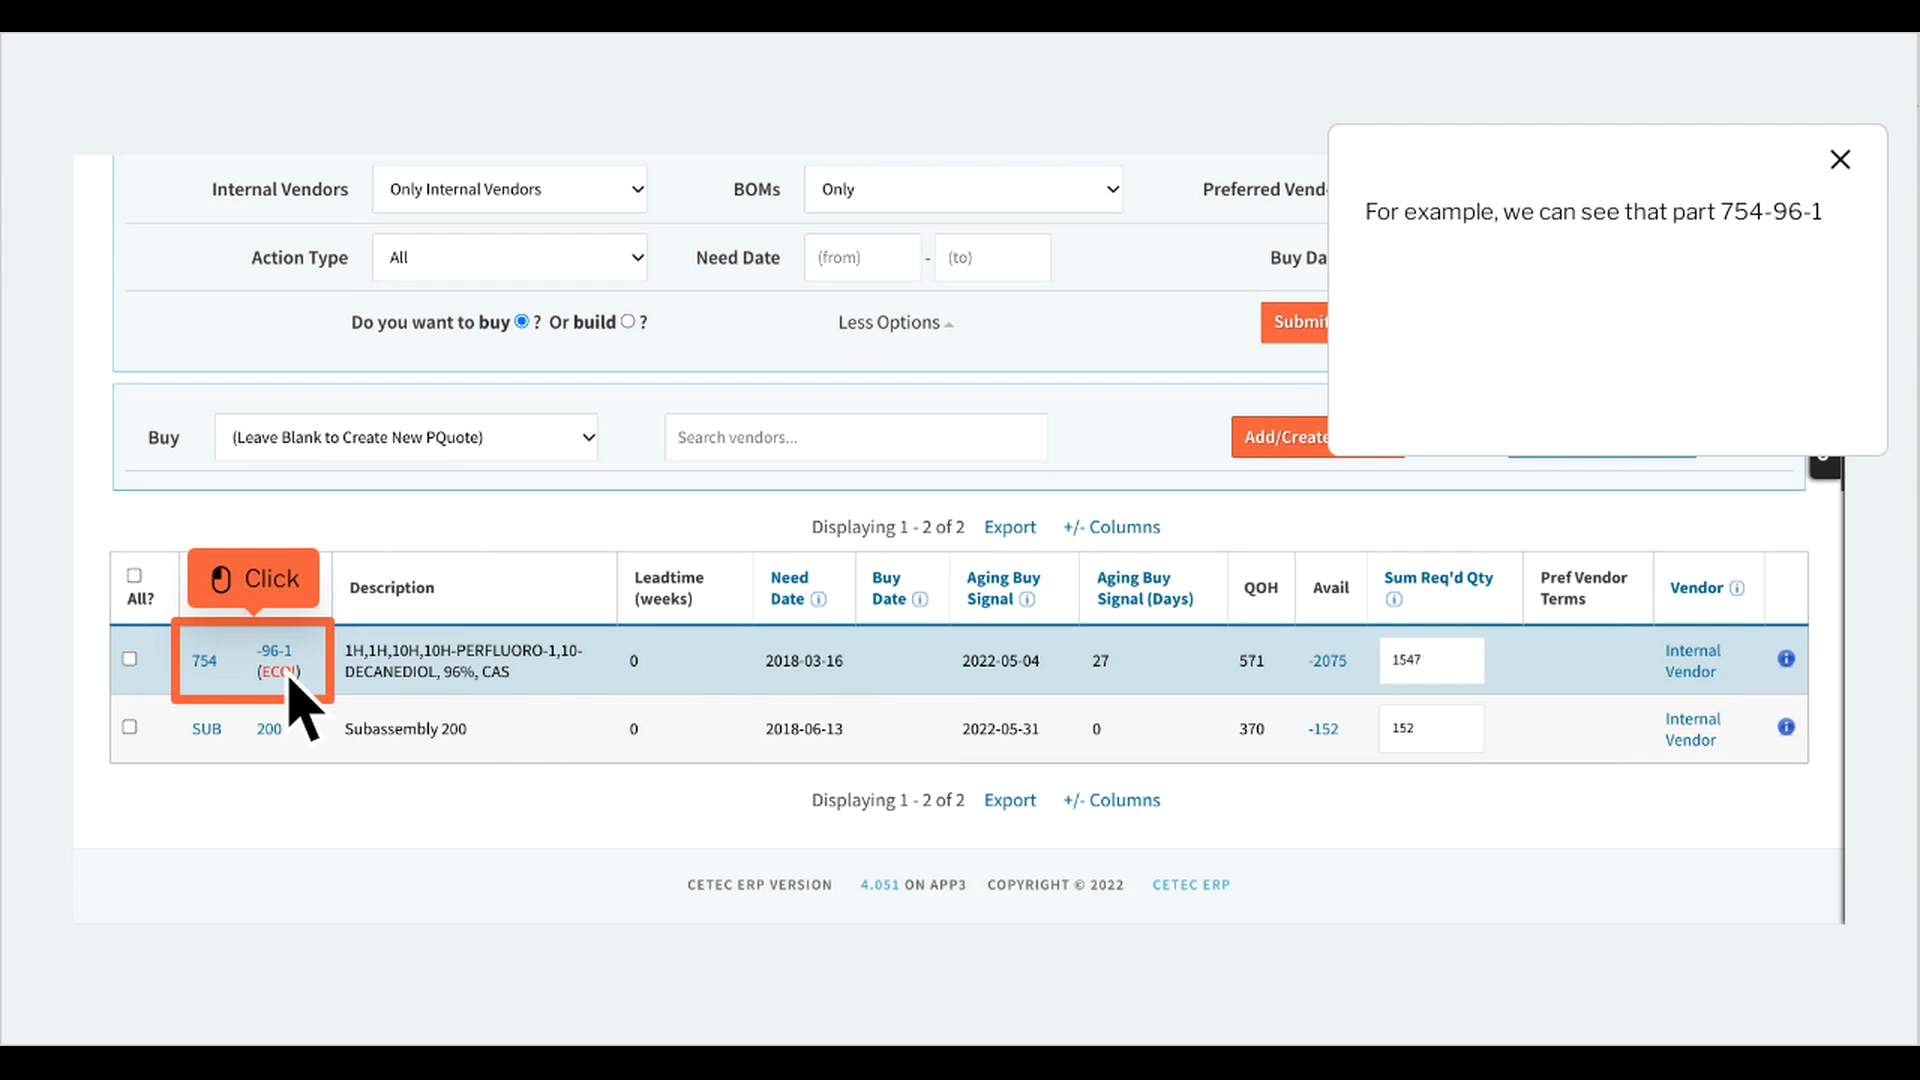 For example, we can see that part 754-96-1
Internal Vendors Only Internal Vendors BOMs Only Preferred
Action Type All Need Date (from) - (to) Buy
Do you want to buy ? Or build ? Less Options Submit
Buy (Leave Blank to Create New PQuote) Search vendors... Add/Create
Displaying 1 - 2 of 2 Export +/- Columns
Click
All? Description Leadtime (weeks) Need Date Buy Date Aging Buy Signal Aging Buy Signal (Days) QOH Avail Sum Req'd Qty Pref Vendor Terms Vendor
754 -96-1 1H,1H,10H,10H-PERFLUORO-1,10- 0 2018-03-16 2022-05-04 27 571 -2075 1547 Internal
DECANEDIOL, 96%, CAS Vendor
SUB 200 Subassembly 200 0 2018-06-13 2022-05-31 0 370 -152 152 Internal
Vendor
Displaying 1 - 2 of 2 Export +/- Columns
CETEC ERP VERSION 4.051 ON APP3 COPYRIGHT © 2022 CETEC ERP